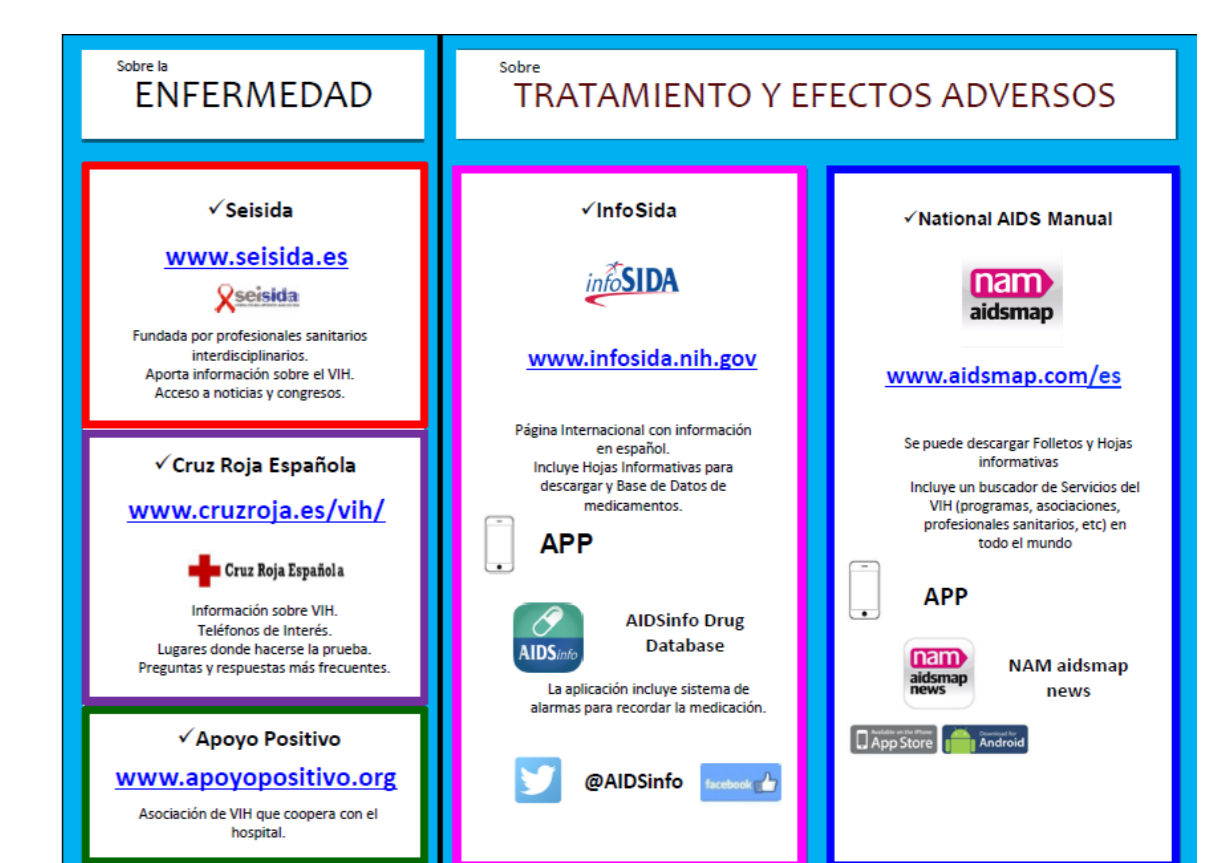 Sobre la
ENFERMEDAD
✓Seisida
www.seisida.es
seisida
Fundada por profesionales sanitarios
interdisciplinarios.
Aporta información sobre el VIH.
Acceso a noticias y congresos.
✓Cruz Roja Española
www.cruzroja.es/vih/
Cruz Roja Española
Información sobre VIH.
Teléfonos de Interés.
Lugares donde hacerse la prueba.
Preguntas y respuestas más frecuentes.
✓Apoyo Positivo
www.apoyopositivo.org
Asociación de VIH que coopera con el
hospital.
Sobre
TRATAMIENTO Y EFECTOS ADVERSOS
✓InfoSida
infoSIDA
www.infosida.nih.gov
Página Internacional con información
en español.
Incluye Hojas Informativas para
descargar y Base de Datos de
medicamentos.
APP
AIDSinfo
AIDSinfo Drug
Database
La aplicación incluye sistema de
alarmas para recordar la medicación.
@AIDSinfo
facebook
✓National AIDS Manual
nam
aidsmap
www.aidsmap.com/es
Se puede descargar Folletos y Hojas
informativas
Incluye un buscador de Servicios del
VIH (programas, asociaciones,
profesionales sanitarios, etc) en
todo el mundo
APP
nam
aidsmap
news
NAM aidsmap
news
Available on the iPhone
App Store
Download for
Android